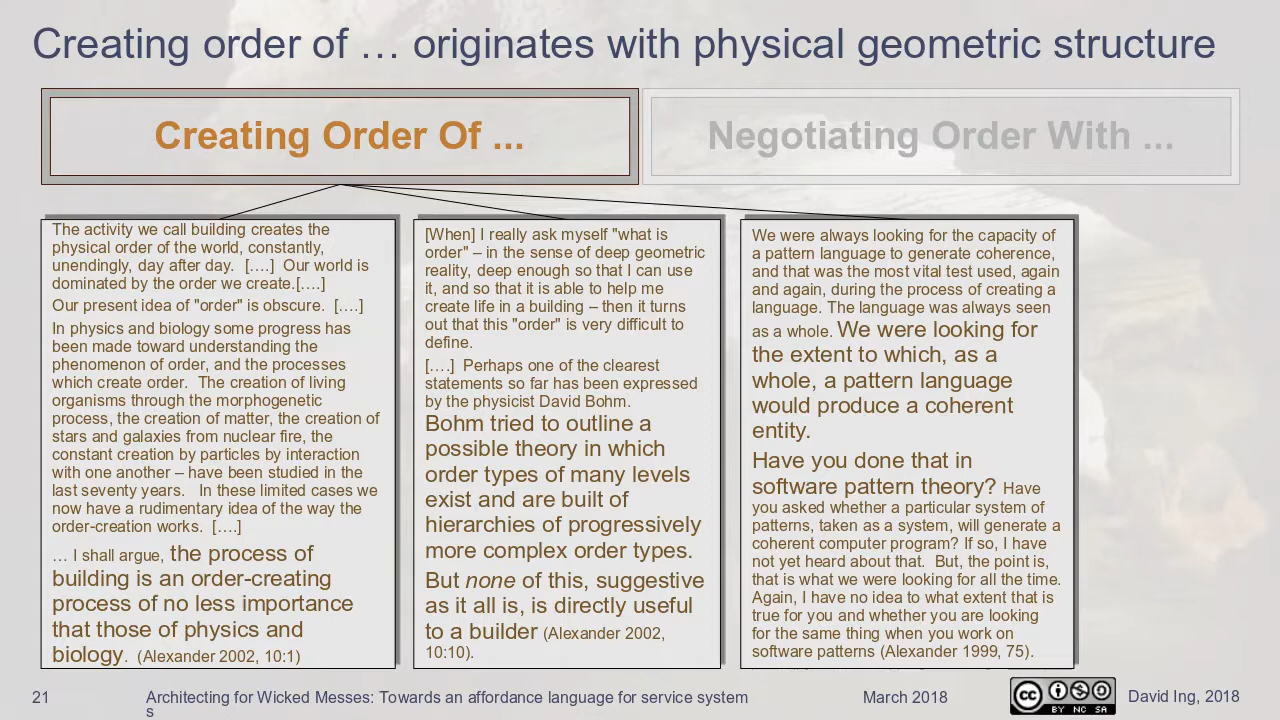 Creating order of … originates with physical geometric structure
Creating Order Of ...
Negotiating Order With ...
The activity we call building creates the
physical order of the world, constantly,
unendingly, day after day.  [….]  Our world is
dominated by the order we create.[….]
Our present idea of "order" is obscure.  [….]
In physics and biology some progress has
been made toward understanding the
phenomenon of order, and the processes
which create order.  The creation of living
organisms through the morphogenetic
process, the creation of matter, the creation of
stars and galaxies from nuclear fire, the
constant creation by particles by interaction
with one another – have been studied in the
last seventy years.   In these limited cases we
now have a rudimentary idea of the way the
order-creation works.  [….]
… I shall argue, the process of
building is an order-creating
process of no less importance
that those of physics and
biology.  (Alexander 2002, 10:1)
[When] I really ask myself "what is
order" – in the sense of deep geometric
reality, deep enough so that I can use
it, and so that it is able to help me
create life in a building – then it turns
out that this "order" is very difficult to
define.
[….]  Perhaps one of the clearest
statements so far has been expressed
by the physicist David Bohm.
Bohm tried to outline a
possible theory in which
order types of many levels
exist and are built of
hierarchies of progressively
more complex order types.
But none of this, suggestive
as it all is, is directly useful
to a builder (Alexander 2002,
10:10).
We were always looking for the capacity of
a pattern language to generate coherence,
and that was the most vital test used, again
and again, during the process of creating a
language. The language was always seen
as a whole. We were looking for
the extent to which, as a
whole, a pattern language
would produce a coherent
entity.
Have you done that in
software pattern theory? Have
you asked whether a particular system of
patterns, taken as a system, will generate a
coherent computer program? If so, I have
not yet heard about that.  But, the point is,
that is what we were looking for all the time.
Again, I have no idea to what extent that is
true for you and whether you are looking
for the same thing when you work on
software patterns (Alexander 1999, 75).
21
Architecting for Wicked Messes: Towards an affordance language for service system
s
March 2018
cc
BY NC SA
David Ing, 2018